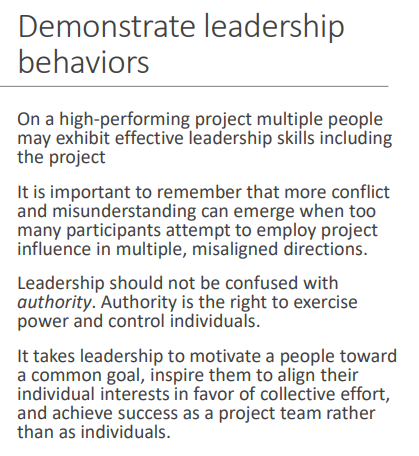 Demonstrate leadership
behaviors
On a high-performing project multiple people
may exhibit effective leadership skills including
the project
It is important to remember that more conflict
and misunderstanding can emerge when too
many participants attempt to employ project
influence in multiple, misaligned directions.
Leadership should not be confused with
authority. Authority is the right to exercise
power and control individuals.
It takes leadership to motivate a people toward
a common goal, inspire them to align their
individual interests in favor of collective effort,
and achieve success as a project team rather
than as individuals.